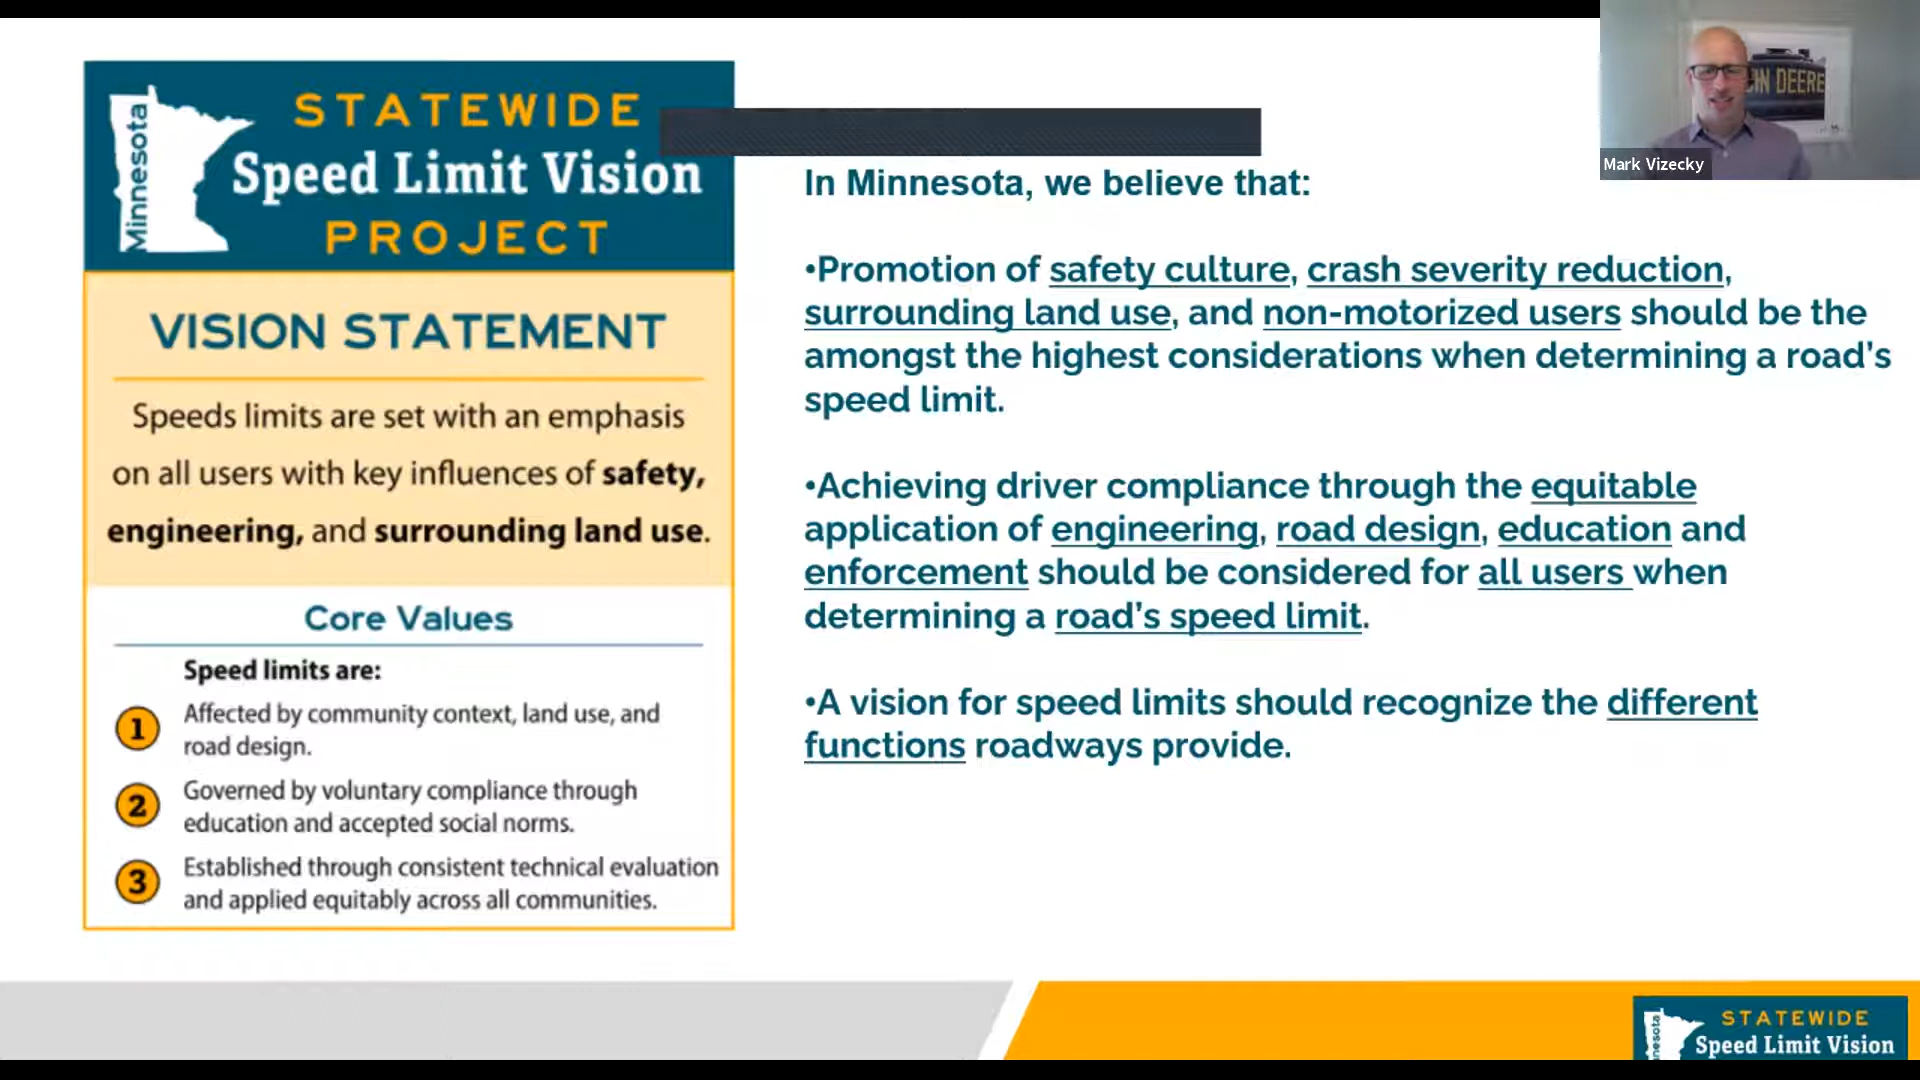 Minnesota
STATEWIDE
Speed Limit Vision
PROJECT
VISION STATEMENT
Speeds limits are set with an emphasis
on all users with key influences of safety,
engineering, and surrounding land use.
Core Values
Speed limits are:
1 Affected by community context, land use, and
road design.
2 Governed by voluntary compliance through
education and accepted social norms.
3 Established through consistent technical evaluation
and applied equitably across all communities.
In Minnesota, we believe that:
•Promotion of safety culture, crash severity reduction,
surrounding land use, and non-motorized users should be the
amongst the highest considerations when determining a road's
speed limit.
•Achieving driver compliance through the equitable
application of engineering, road design, education and
enforcement should be considered for all users when
determining a road's speed limit.
•A vision for speed limits should recognize the different
functions roadways provide.
IN DEERE
Mark Vizecky
nesota
STATEWIDE
Speed Limit Vision